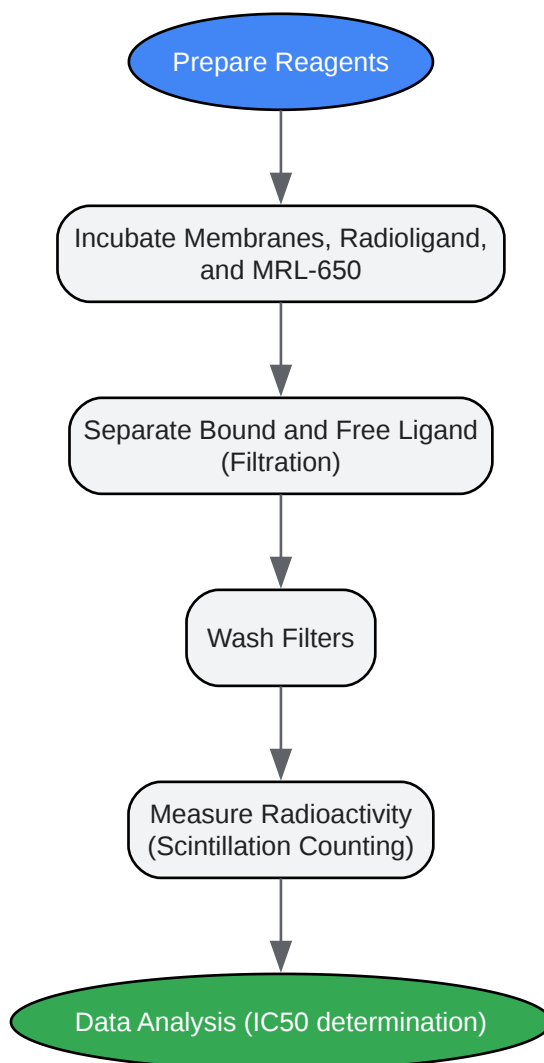 Prepare Reagents
Incubate Membranes, Radioligand,
and MRL-650
Separate Bound and Free Ligand
(Filtration)
Wash Filters
Measure Radioactivity
(Scintillation Counting)
Data Analysis (IC50 determination)